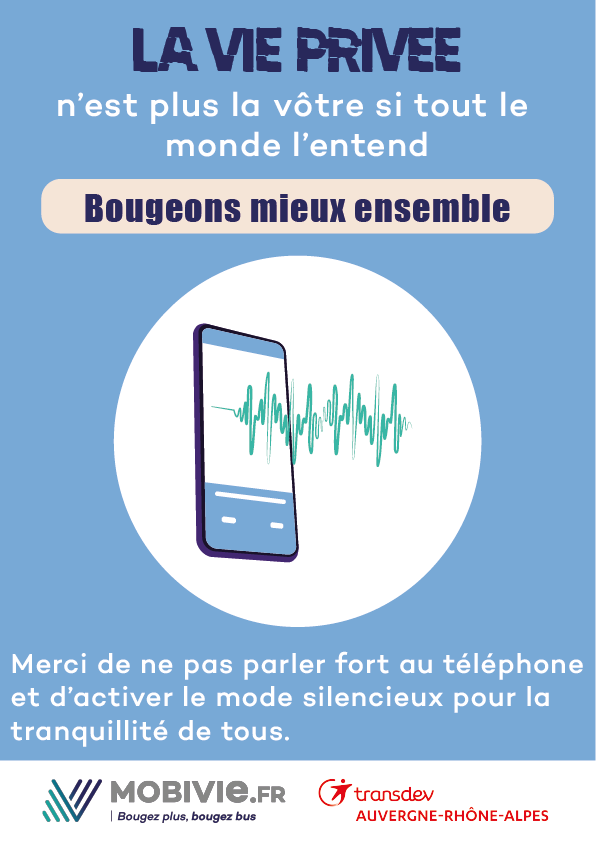 LA VIE PRIVEE
n'est plus la vôtre si tout le
monde l'entend
Bougeons mieux ensemble
Merci de ne pas parler fort au téléphone
et d'activer le mode silencieux pour la
tranquillité de tous.
MOBIVIE.FR
Bougez plus, bougez bus
transdev
AUVERGNE-RHÔNE-ALPES